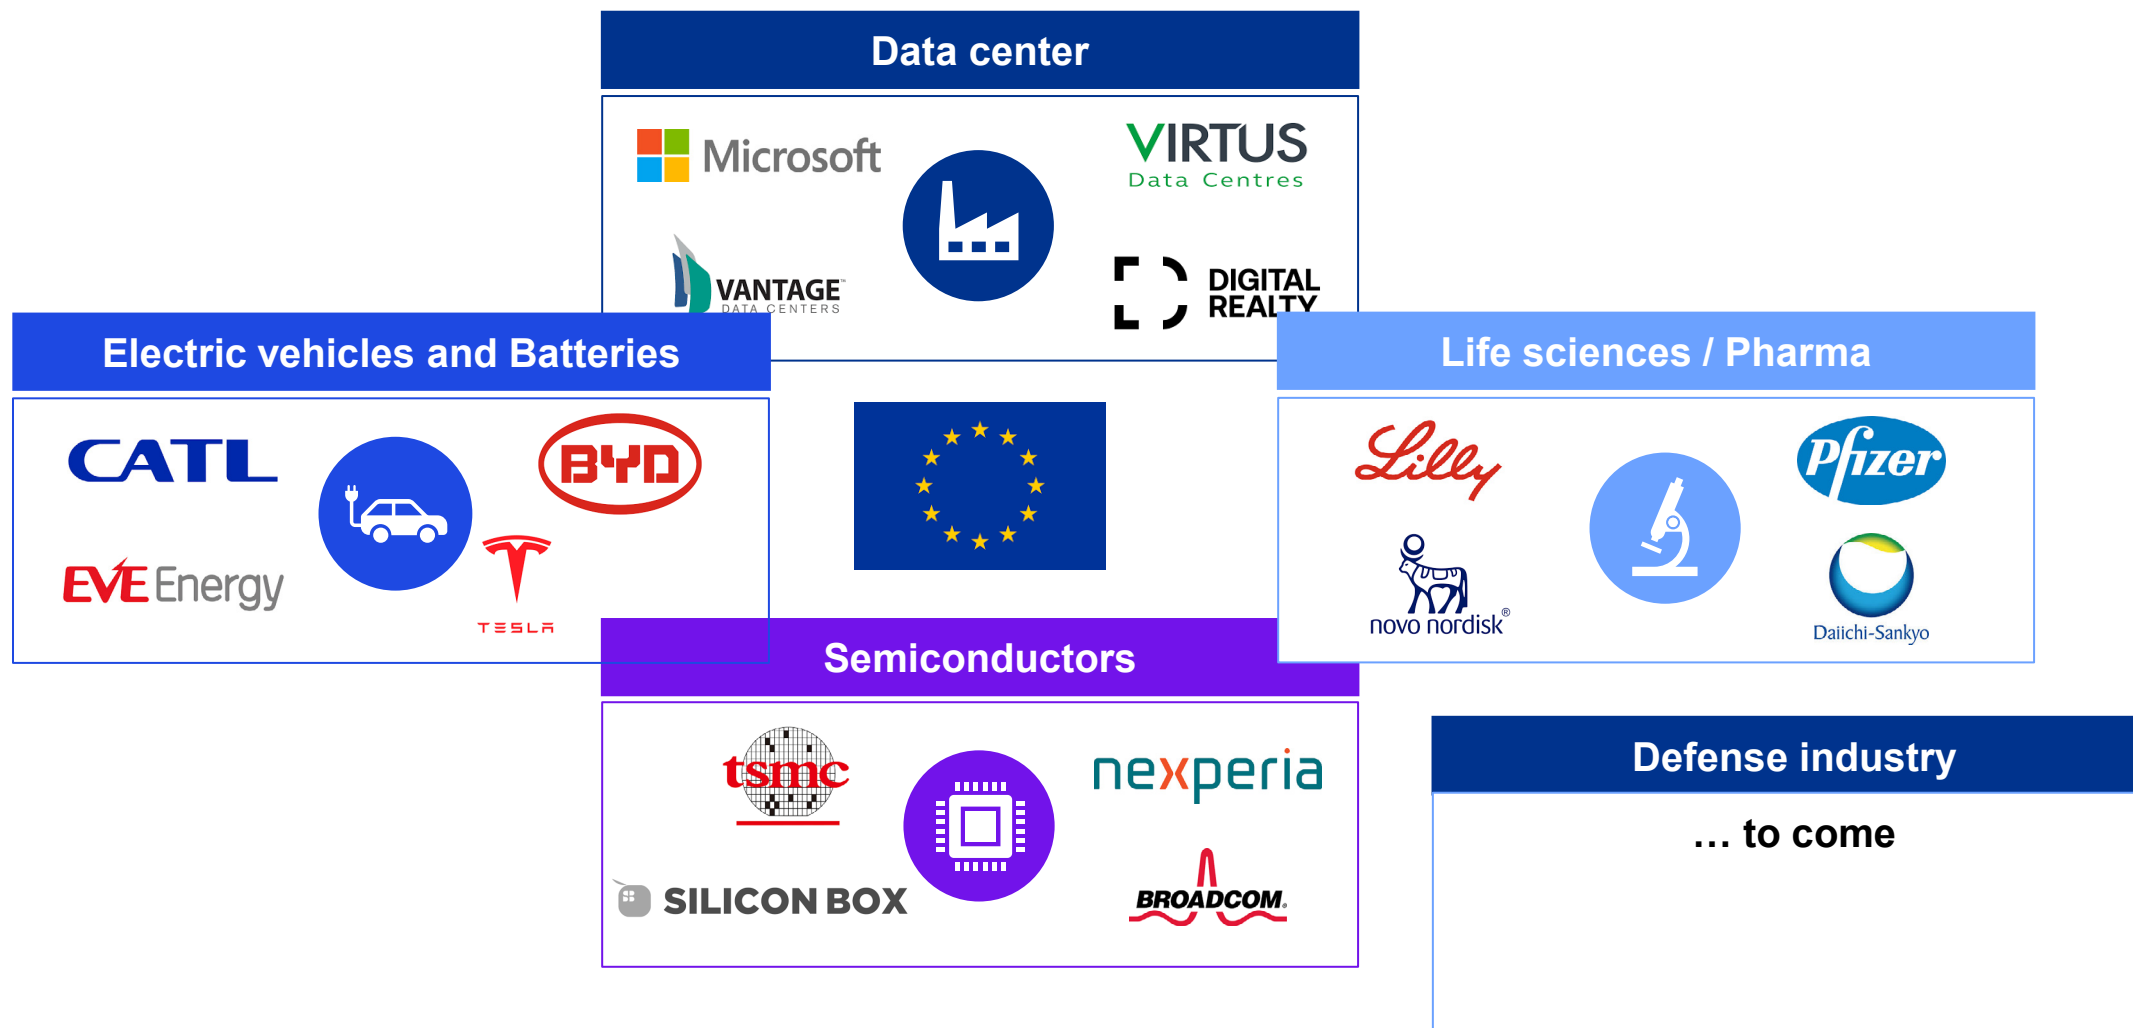 Data center
Microsoft
VIRTUS
Data Centres
VANTAGE™
DATA CENTERS
DIGITAL
REALTY
Electric vehicles and Batteries
CATL
BYD
EVE Energy
TESLA
Life sciences / Pharma
Lilly
Pfizer
novo nordisk®
Daiichi-Sankyo
Semiconductors
tsmc
nexperia
SILICON BOX
BROADCOM®
Defense industry
... to come